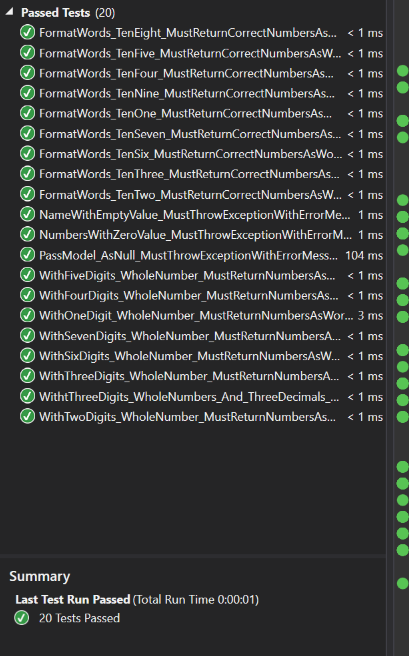 Passed Tests (20)
FormatWords_TenEight_MustReturnCorrectNumbersAs... < 1 ms
FormatWords_TenFive_MustReturnCorrectNumbersAsW... < 1 ms
FormatWords_TenFour_MustReturnCorrectNumbersAs... < 1 ms
FormatWords_TenNine_MustReturnCorrectNumbersAs... < 1 ms
FormatWords_TenOne_MustReturnCorrectNumbersAs... < 1 ms
FormatWords_TenSeven_MustReturnCorrectNumbersAs... < 1 ms
FormatWords_TenSix_MustReturnCorrectNumbersAsWo... < 1 ms
FormatWords_TenThree_MustReturnCorrectNumbersAs... < 1 ms
FormatWords_TenTwo_MustReturnCorrectNumbersAsW... < 1 ms
NameWithEmptyValue_MustThrowExceptionWithErrorMe... 1 ms
NumbersWithZeroValue_MustThrowExceptionWithErrorM... 1 ms
PassModel_AsNull_MustThrowExceptionWithErrorMess... 104 ms
WithFiveDigits_WholeNumber_MustReturnNumbersAs... < 1 ms
WithFourDigits_WholeNumber_MustReturnNumbersAs... < 1 ms
WithOneDigit_WholeNumber_MustReturnNumbersAsWor... 3 ms
WithSevenDigits_WholeNumber_MustReturnNumbersA... < 1 ms
WithSixDigits_WholeNumber_MustReturnNumbersAsW... < 1 ms
WithThreeDigits_WholeNumber_MustReturnNumbersA... < 1 ms
WithtThreeDigits_WholeNumbers_And_ThreeDecimals_... < 1 ms
WithTwoDigits_WholeNumber_MustReturnNumbersAs... < 1 ms
Summary
Last Test Run Passed (Total Run Time 0:00:01)
20 Tests Passed